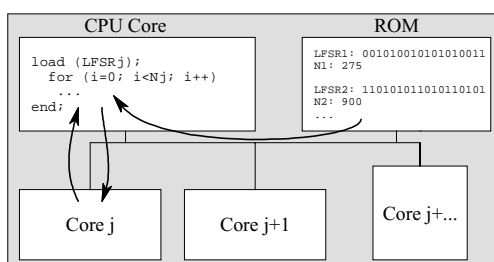 CPU Core
load (LFSRj);
for (i=0; i<Nj; i++)
...
end;
ROM
LFSR1: 001010010101010011
N1: 275
LFSR2: 110101011010110101
N2: 900
...
Core j
Core j+1
Core j+...